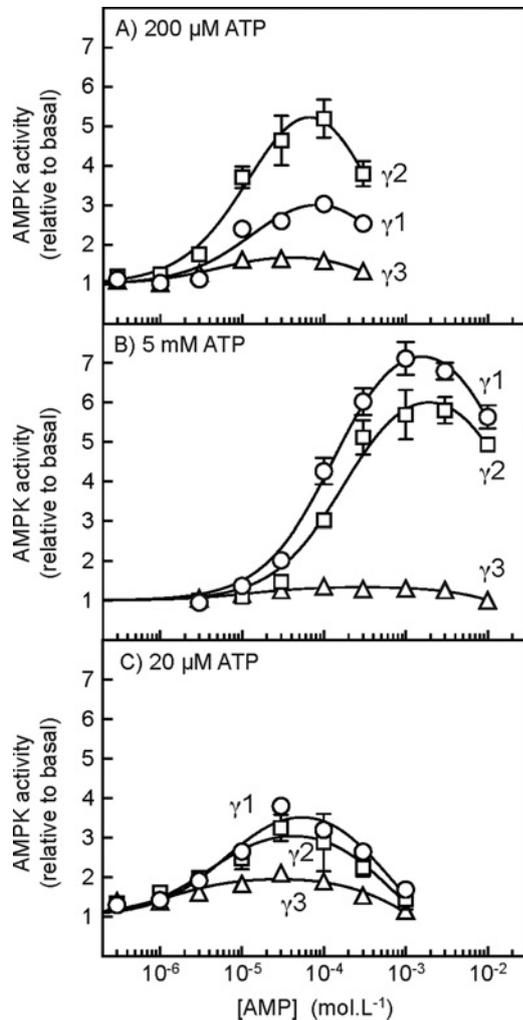 A) 200 µM ATP
7
6
5
4
3
2
1
AMPK activity
(relative to basal)
γ2
γ1
γ3
B) 5 mM ATP
7
6
5
4
3
2
1
AMPK activity
(relative to basal)
γ1
γ2
γ3
C) 20 µM ATP
7
6
5
4
3
2
1
AMPK activity
(relative to basal)
γ1
γ2
γ3
10⁻⁶ 10⁻⁵ 10⁻⁴ 10⁻³ 10⁻²
[AMP] (mol.L⁻¹)